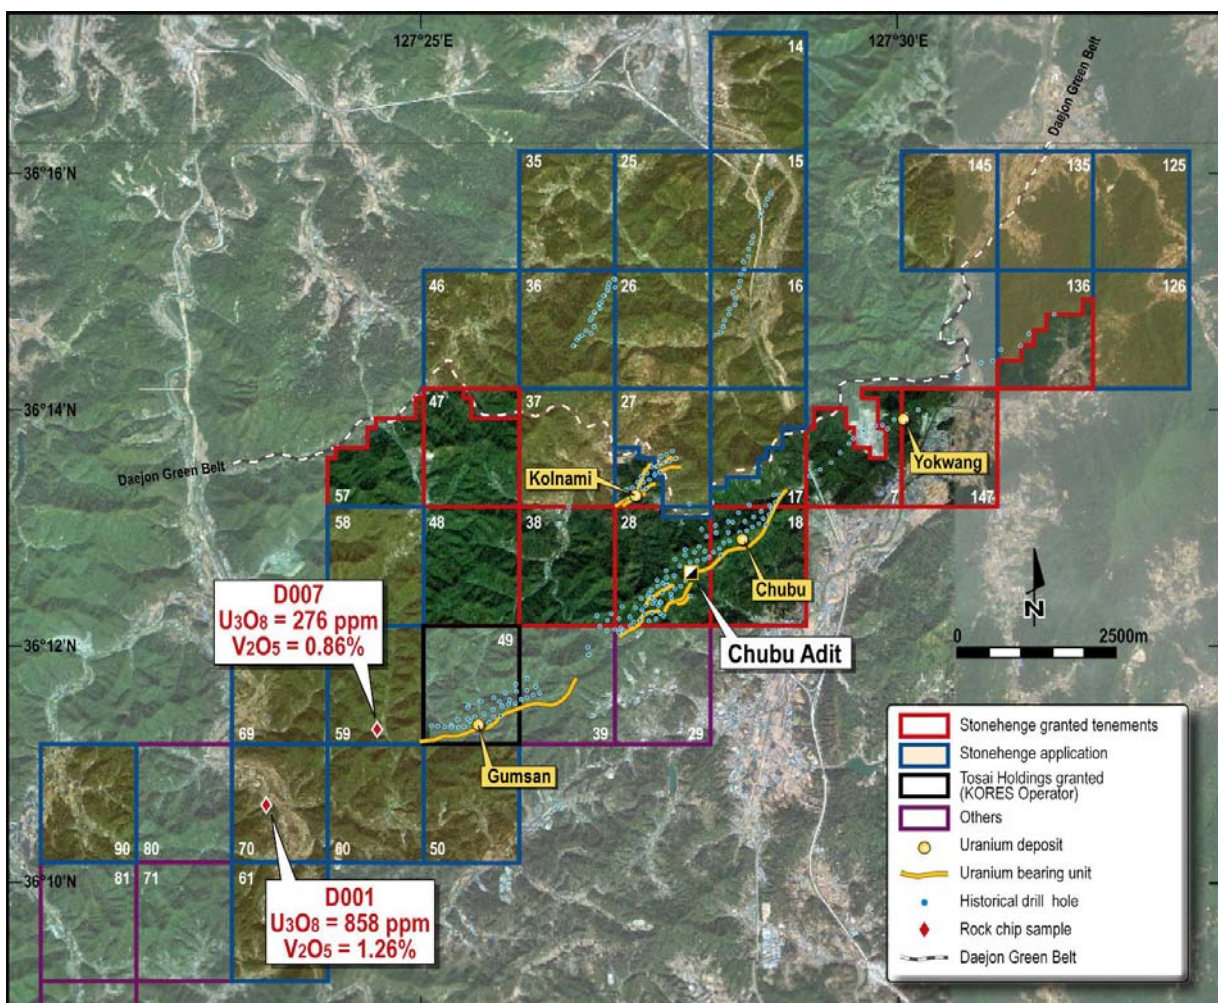 127°25'E
127°30'E
14
Daejon Green Belt
36°16'N
35
25
15
145
135
125
46
36
26
16
136
126
36°14'N
47
37
27
Daejon Green Belt
Kolnami
Yokwang
57
17
7
147
58
48
38
28
18
Chubu
D007
U3O8 = 276 ppm
V2O5 = 0.86%
N
0 2500m
36°12'N
49
Chubu Adit
69
59
39
29
Gumsan
Stonehenge granted tenements
Stonehenge application
Tosai Holdings granted
(KORES Operator)
Others
Uranium deposit
Uranium bearing unit
Historical drill hole
Rock chip sample
Daejon Green Belt
90
80
70
60
50
36°10'N
81
71
61
D001
U3O8 = 858 ppm
V2O5 = 1.26%